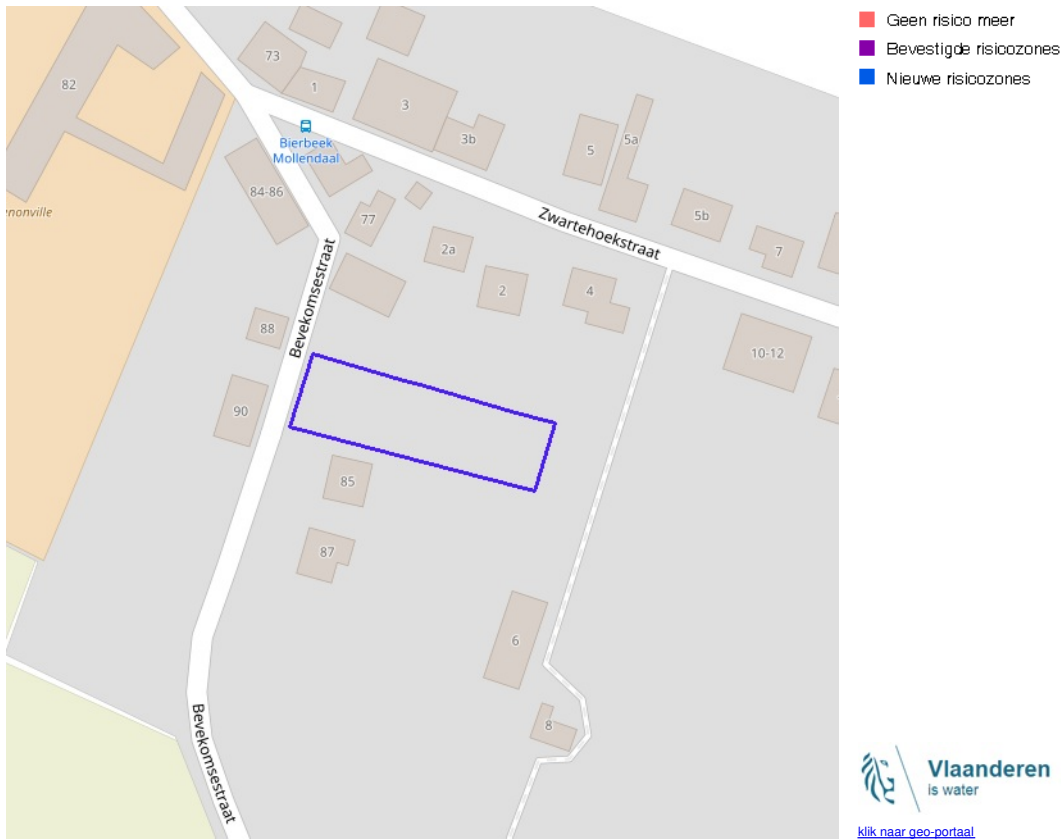 Geen risico meer
Bevestigde risicozones
Nieuwe risicozones
82
73
1
3
3b
Bierbeek
Mollendaal
5
5a
84-86
nonville
77
5b
Zwartehoekstraat
2a
7
2
4
88
Bevekomsestraat
10-12
90
85
87
6
8
Bevekomsestraat
Vlaanderen
is water
klik naar geo-portaal